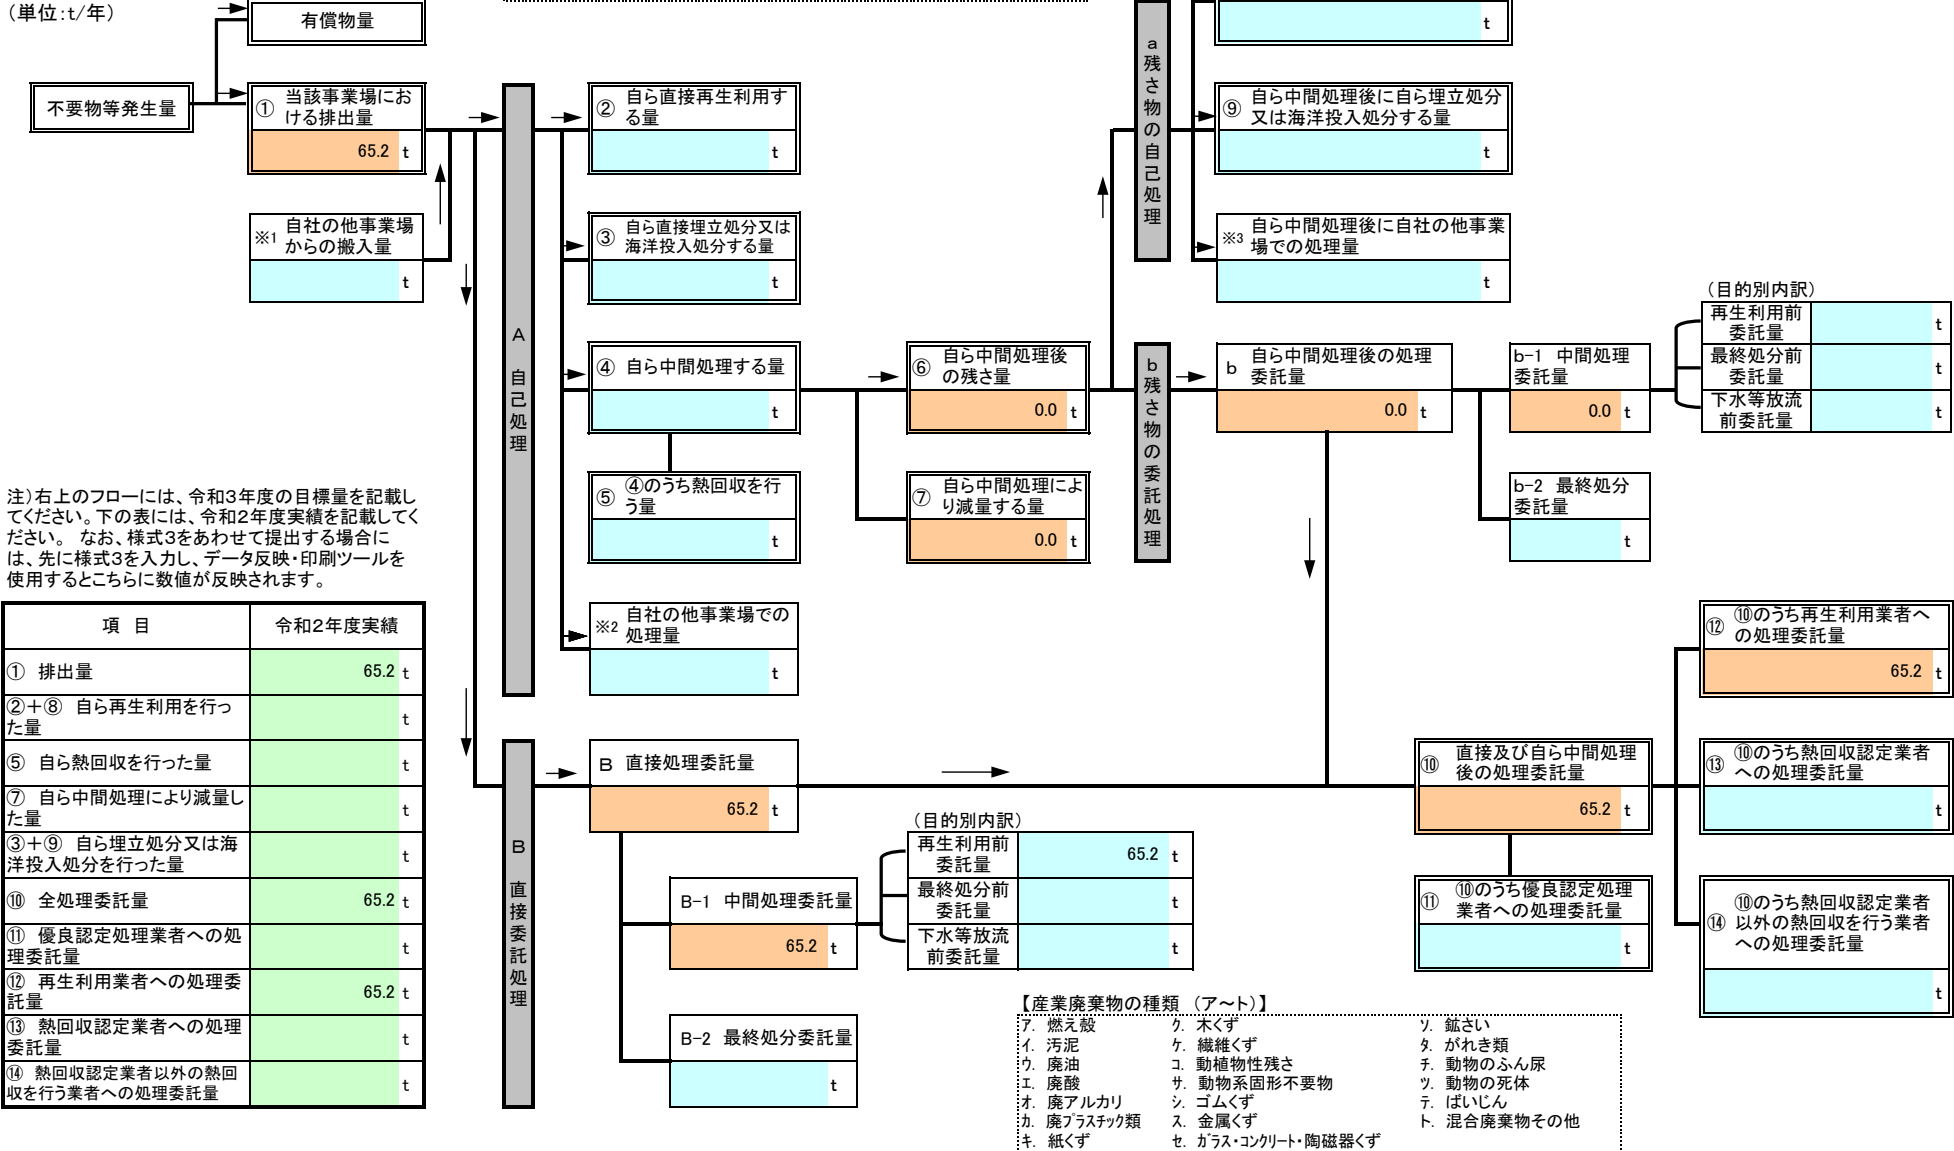 （単位：t/年）
有償物量
不要物等発生量
① 当該事業場にお
ける排出量
65.2 t
※1 自社の他事業場
からの搬入量
t
A 自己処理
② 自ら直接再生利用す
る量
t
③ 自ら直接埋立処分又は
海洋投入処分する量
t
④ 自ら中間処理する量
t
⑤ ④のうち熱回収を行
う量
t
※2 自社の他事業場での
処理量
t
⑥ 自ら中間処理後
の残さ量
0.0 t
⑦ 自ら中間処理によ
り減量する量
0.0 t
a残さ物の自己処理
t
⑨ 自ら中間処理後に自ら埋立処分
又は海洋投入処分する量
t
※3 自ら中間処理後に自社の他事業
場での処理量
t
b残さ物の委託処理
b 自ら中間処理後の処理
委託量
0.0 t
b-1 中間処理
委託量
0.0 t
（目的別内訳）
再生利用前
委託量
t
最終処分前
委託量
t
下水等放流
前委託量
t
b-2 最終処分
委託量
t
注）右上のフローには、令和３年度の目標量を記載し
てください。下の表には、令和２年度実績を記載してく
ださい。 なお、様式３をあわせて提出する場合に
は、先に様式３を入力し、データ反映・印刷ツールを
使用するとこちらに数値が反映されます。
項 目 令和２年度実績
① 排出量 65.2 t
②＋⑧ 自ら再生利用を行っ
た量 t
⑤ 自ら熱回収を行った量 t
⑦ 自ら中間処理により減量し
た量 t
③＋⑨ 自ら埋立処分又は海
洋投入処分を行った量 t
⑩ 全処理委託量 65.2 t
⑪ 優良認定処理業者への処
理委託量 t
⑫ 再生利用業者への処理委
託量 65.2 t
⑬ 熱回収認定業者への処理
委託量 t
⑭ 熱回収認定業者以外の熱回
収を行う業者への処理委託量 t
B 直接委託処理
B 直接処理委託量
65.2 t
B-1 中間処理委託量
65.2 t
（目的別内訳）
再生利用前
委託量
65.2 t
最終処分前
委託量
t
下水等放流
前委託量
t
B-2 最終処分委託量
t
⑩ 直接及び自ら中間処理
後の処理委託量
65.2 t
⑪ ⑩のうち優良認定処理
業者への処理委託量
t
⑫ ⑩のうち再生利用業者へ
の処理委託量
65.2 t
⑬ ⑩のうち熱回収認定業者
への処理委託量
t
⑭ ⑩のうち熱回収認定業者
以外の熱回収を行う業者
への処理委託量
t
【産業廃棄物の種類 （ア～ト）】
ｱ. 燃え殻 ｸ. 木くず ｿ. 鉱さい
ｲ. 汚泥 ｹ. 繊維くず ﾀ. がれき類
ｳ. 廃油 ｺ. 動植物性残さ ﾁ. 動物のふん尿
ｴ. 廃酸 ｻ. 動物系固形不要物 ﾂ. 動物の死体
ｵ. 廃アルカリ ｼ. ゴムくず ﾃ. ばいじん
ｶ. 廃ﾌﾟﾗｽﾁｯｸ類 ｽ. 金属くず ﾄ. 混合廃棄物その他
ｷ. 紙くず ｾ. ｶﾞﾗｽ・ｺﾝｸﾘｰﾄ・陶磁器くず